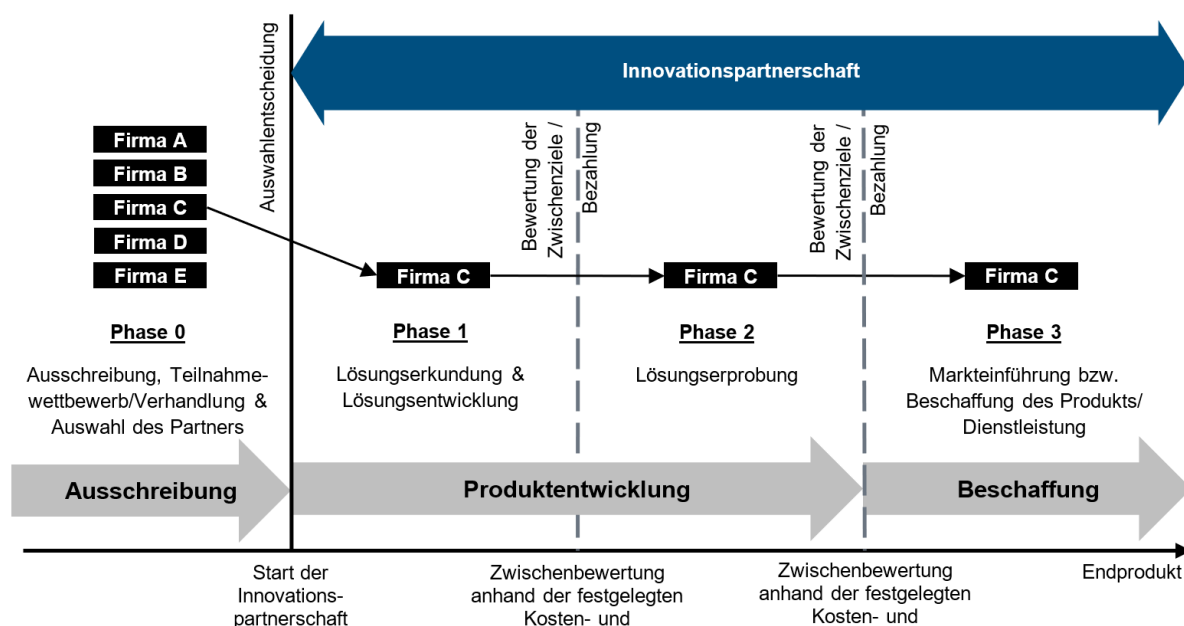 Innovationspartnerschaft
Auswahlentscheidung
Bewertung der
Zwischenziele /
Bezahlung
Bewertung der
Zwischenziele /
Bezahlung
Firma A
Firma B
Firma C
Firma D
Firma E
Firma C
Firma C
Firma C
Phase 0
Ausschreibung, Teilnahme-
wettbewerb/Verhandlung &
Auswahl des Partners
Phase 1
Lösungserkundung &
Lösungsentwicklung
Phase 2
Lösungserprobung
Phase 3
Markteinführung bzw.
Beschaffung des Produkts/
Dienstleistung
Ausschreibung
Produktentwicklung
Beschaffung
Start der
Innovations-
partnerschaft
Zwischenbewertung
anhand der festgelegten
Kosten- und
Zwischenbewertung
anhand der festgelegten
Kosten- und
Endprodukt